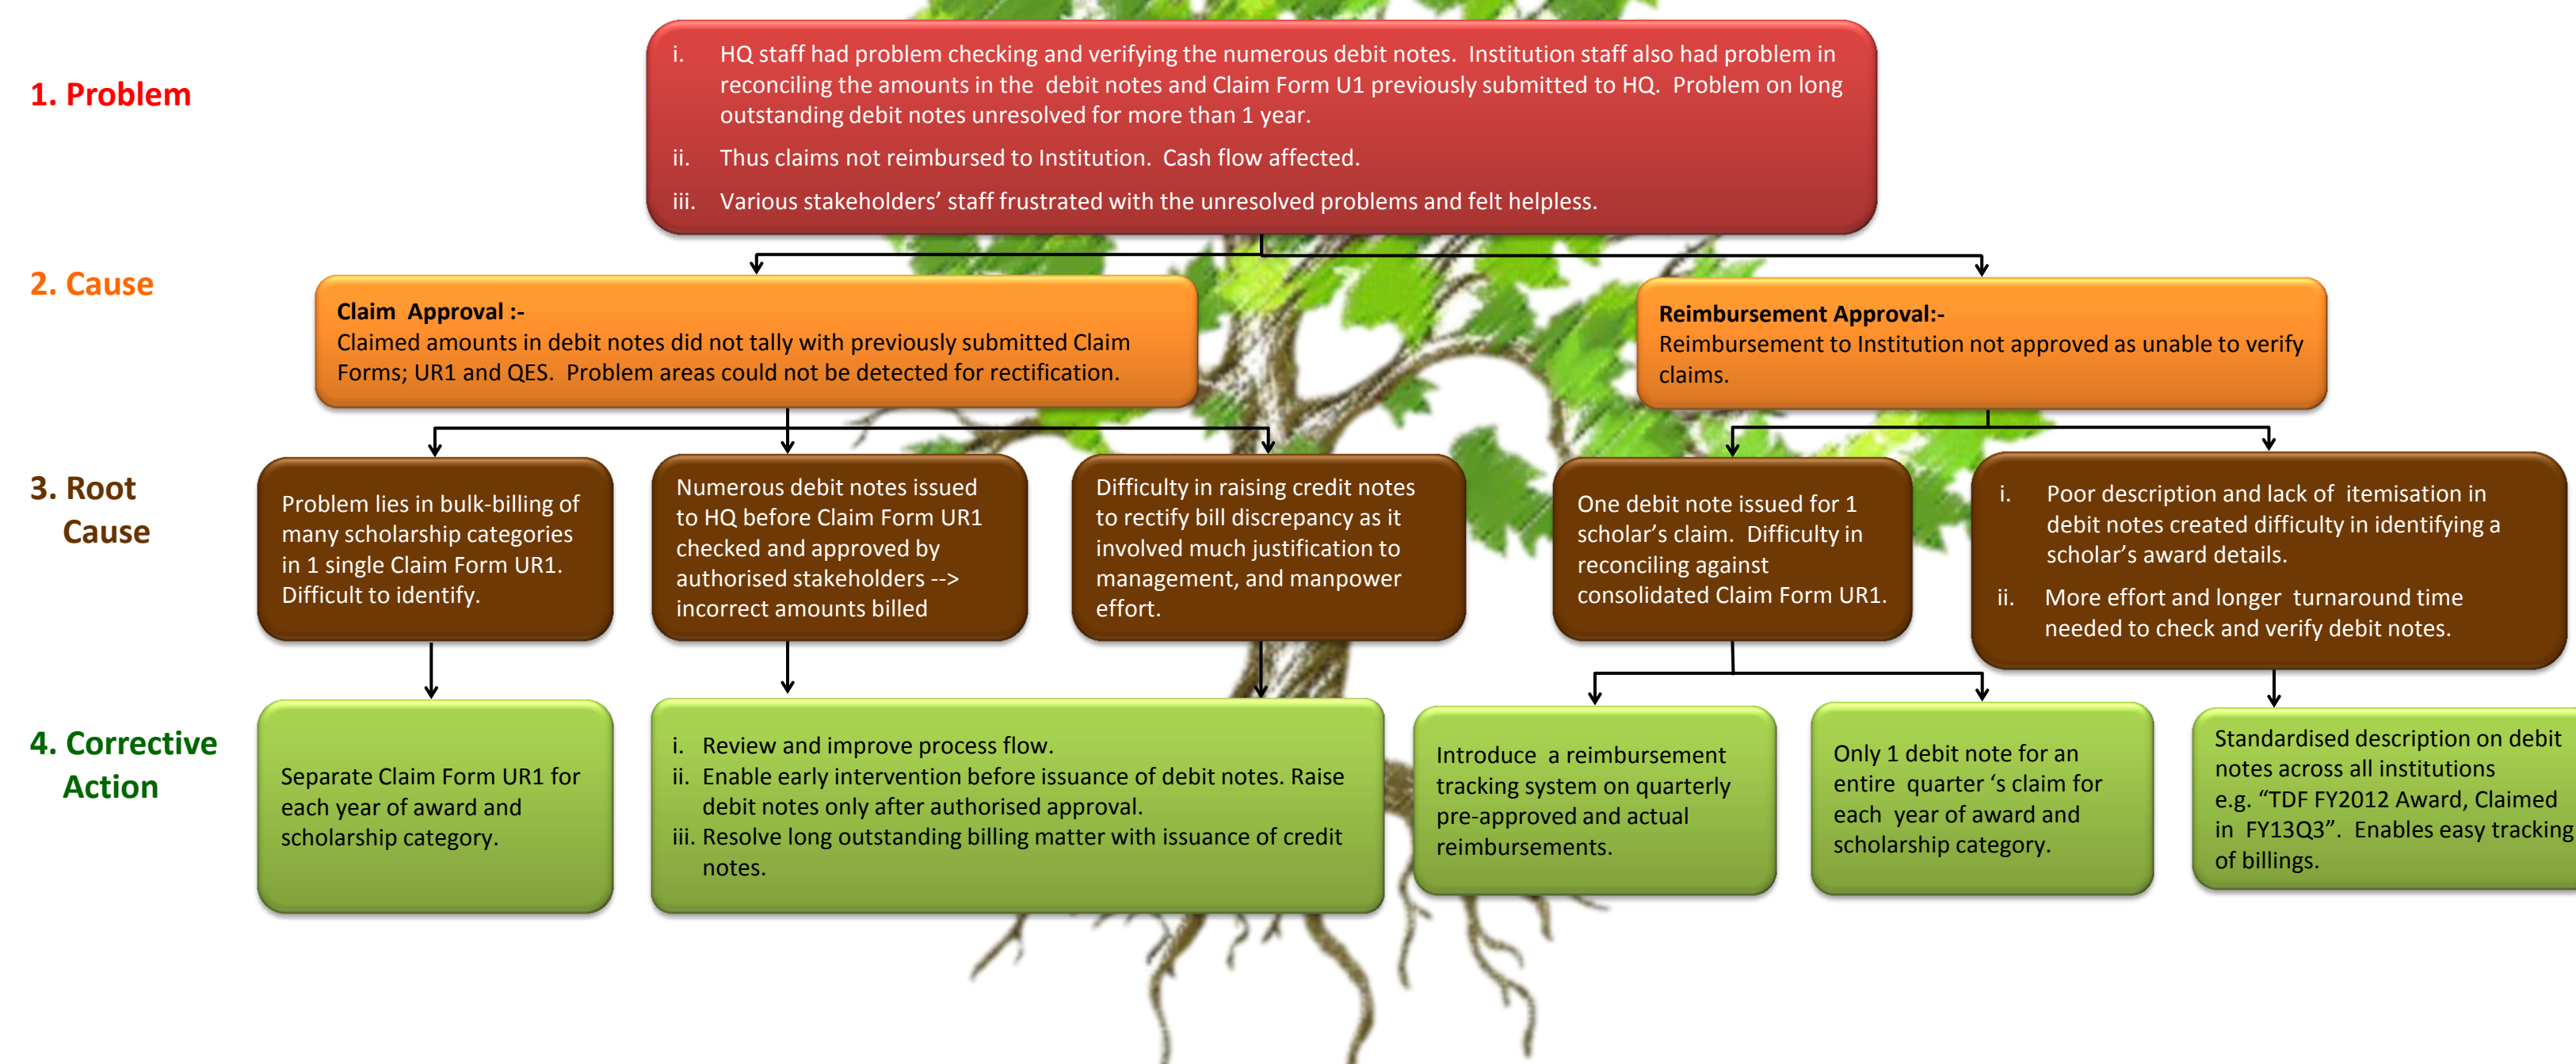 1. Problem
i. HQ staff had problem checking and verifying the numerous debit notes. Institution staff also had problem in
reconciling the amounts in the debit notes and Claim Form U1 previously submitted to HQ. Problem on long
outstanding debit notes unresolved for more than 1 year.
ii. Thus claims not reimbursed to Institution. Cash flow affected.
iii. Various stakeholders’ staff frustrated with the unresolved problems and felt helpless.
2. Cause
Claim Approval :-
Claimed amounts in debit notes did not tally with previously submitted Claim
Forms; UR1 and QES. Problem areas could not be detected for rectification.
Reimbursement Approval:-
Reimbursement to Institution not approved as unable to verify
claims.
3. Root
Cause
Problem lies in bulk-billing of
many scholarship categories
in 1 single Claim Form UR1.
Difficult to identify.
Numerous debit notes issued
to HQ before Claim Form UR1
checked and approved by
authorised stakeholders -->
incorrect amounts billed
Difficulty in raising credit notes
to rectify bill discrepancy as it
involved much justification to
management, and manpower
effort.
One debit note issued for 1
scholar’s claim. Difficulty in
reconciling against
consolidated Claim Form UR1.
i. Poor description and lack of itemisation in
debit notes created difficulty in identifying a
scholar’s award details.
ii. More effort and longer turnaround time
needed to check and verify debit notes.
4. Corrective
Action
Separate Claim Form UR1 for
each year of award and
scholarship category.
i. Review and improve process flow.
ii. Enable early intervention before issuance of debit notes. Raise
debit notes only after authorised approval.
iii. Resolve long outstanding billing matter with issuance of credit
notes.
Introduce a reimbursement
tracking system on quarterly
pre-approved and actual
reimbursements.
Only 1 debit note for an
entire quarter ‘s claim for
each year of award and
scholarship category.
Standardised description on debit
notes across all institutions
e.g. “TDF FY2012 Award, Claimed
in FY13Q3”. Enables easy tracking
of billings.